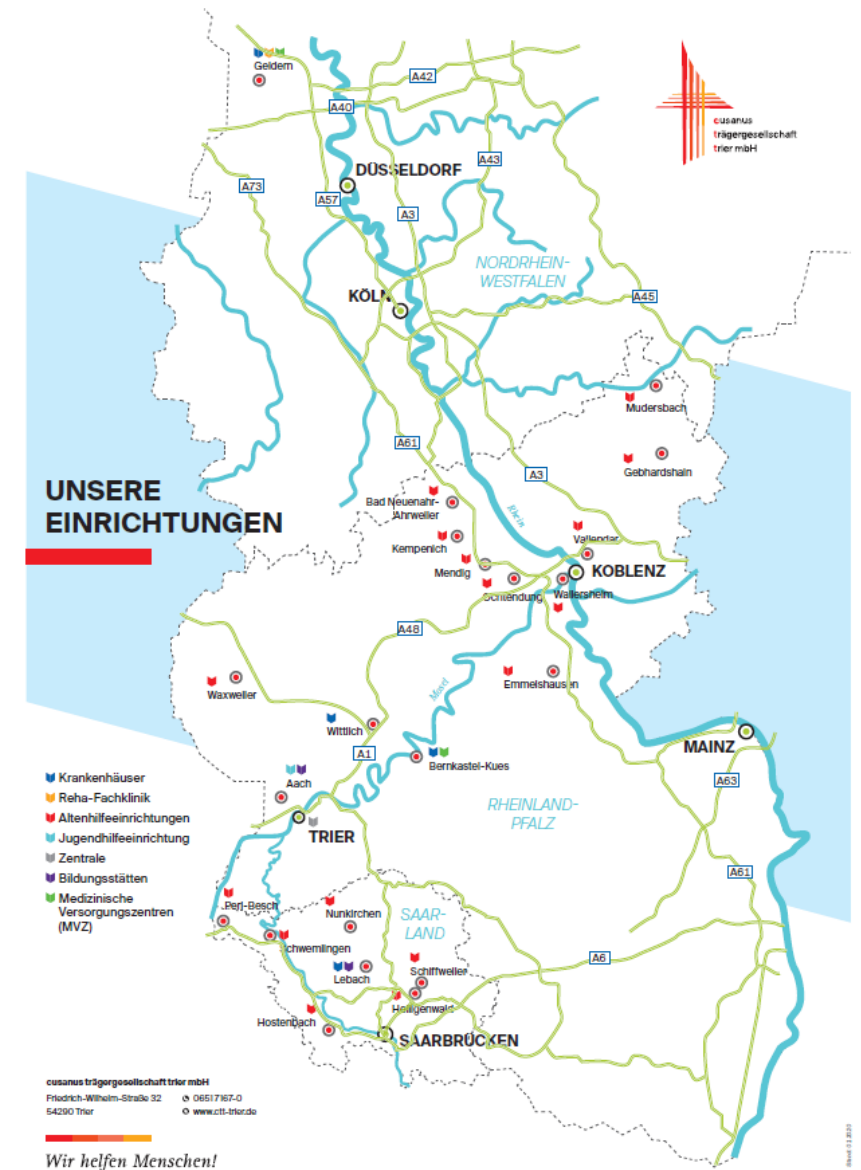 Geldern
A42
A40
cusanus
trägergesellschaft
trier mbH
A43
DÜSSELDORF
A73
A57
A3
NORDRHEIN-
WESTFALEN
KÖLN
A45
Mudersbach
A61
Gebhardshain
A3
UNSERE
EINRICHTUNGEN
Bad Neuenahr-
Ahrweiler
Rhein
Vallendar
Kempenich
Mendig
KOBLENZ
Ochtendung
Wallersheim
A48
Waxweiler
Mosel
Emmelshausen
Wittlich
MAINZ
A1
Bernkastel-Kues
A63
Krankenhäuser
Reha-Fachklinik
Altenhilfeeinrichtungen
Jugendhilfeeinrichtung
Zentrale
Bildungsstätten
Medizinische
Versorgungszentren
(MVZ)
Aach
TRIER
RHEINLAND-
PFALZ
A61
Perl-Besch
Nunkirchen
SAAR-
LAND
Schwemlingen
A6
Lebach
Schiffweiler
Heiligenwald
Hostenbach
SAARBRÜCKEN
cusanus trägergesellschaft trier mbH
Friedrich-Wilhelm-Straße 32
0651 7167-0
54290 Trier
www.ctt-trier.de
Wir helfen Menschen!